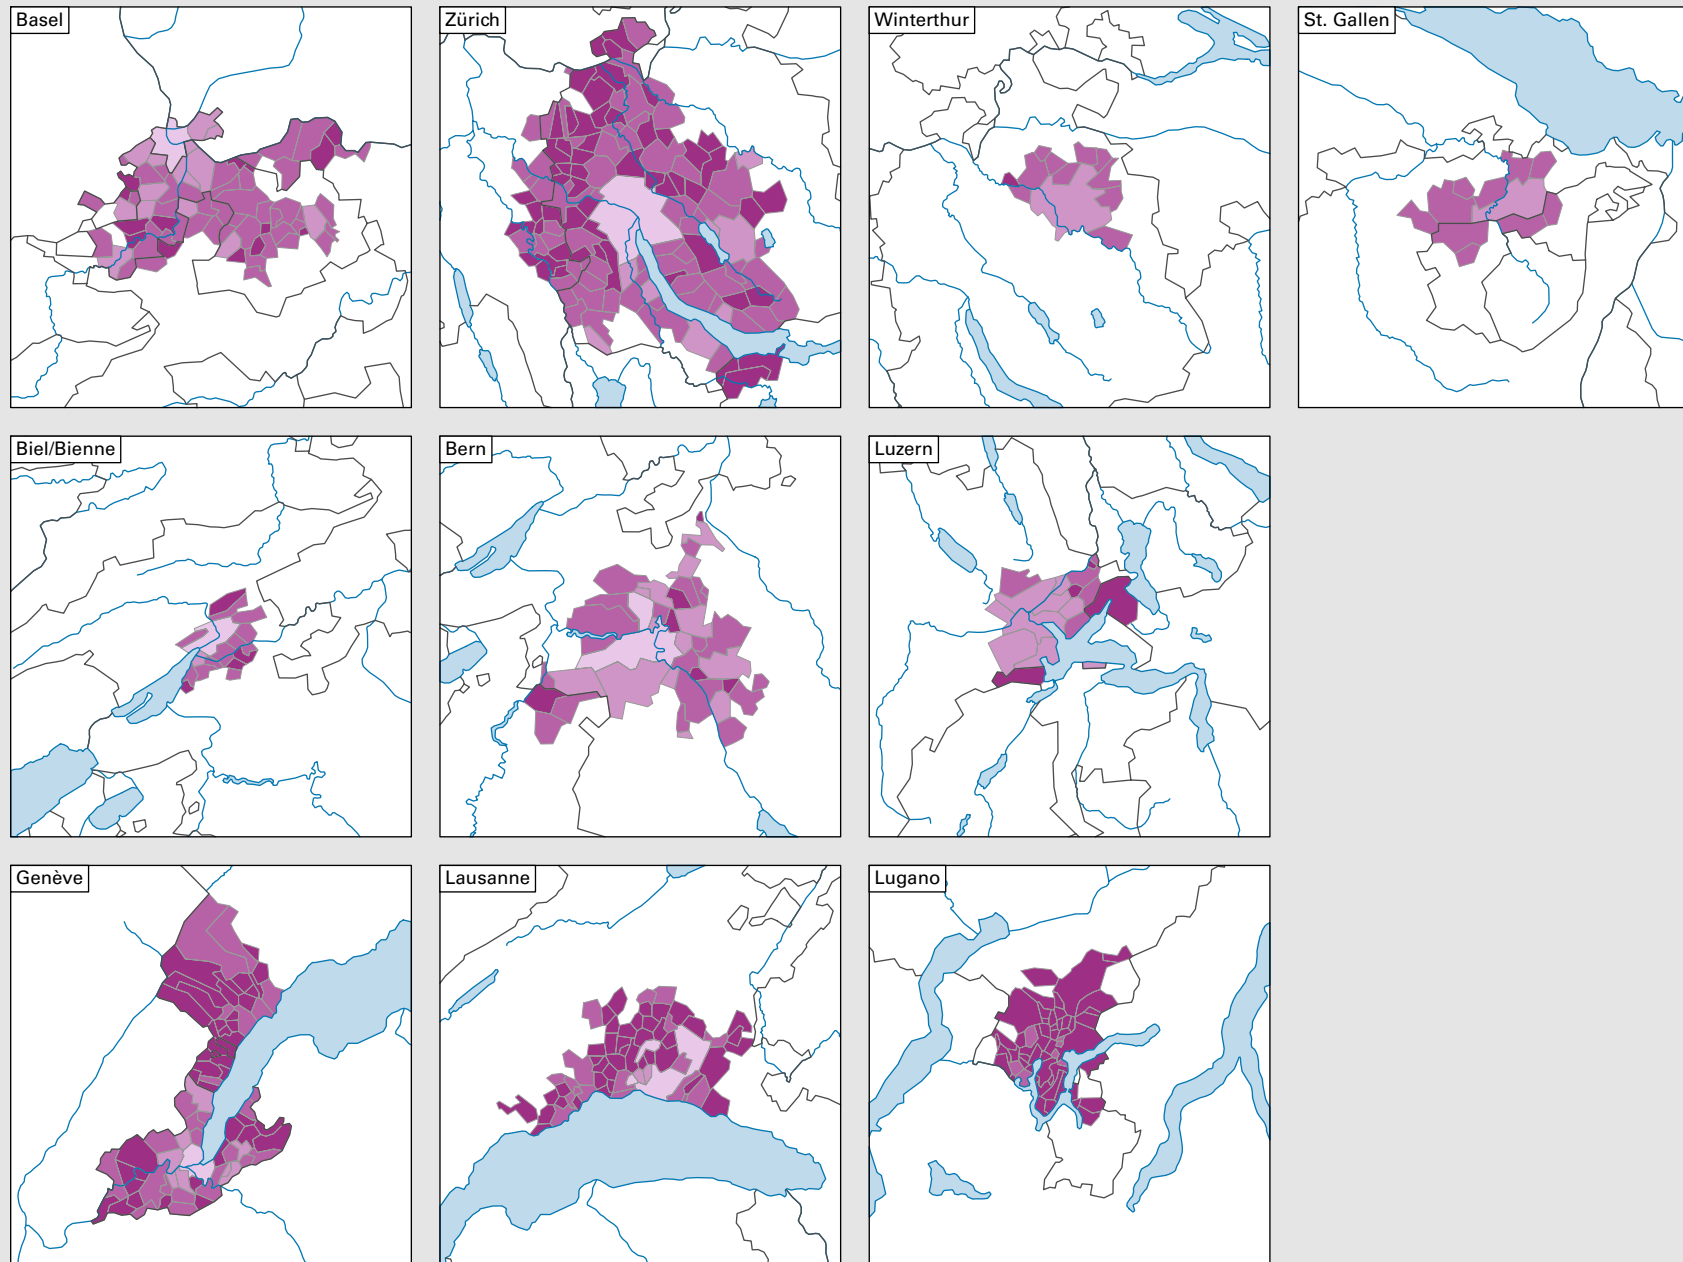 Basel
Zürich
Winterthur
St. Gallen
Biel/Bienne
Bern
Luzern
Genève
Lausanne
Lugano